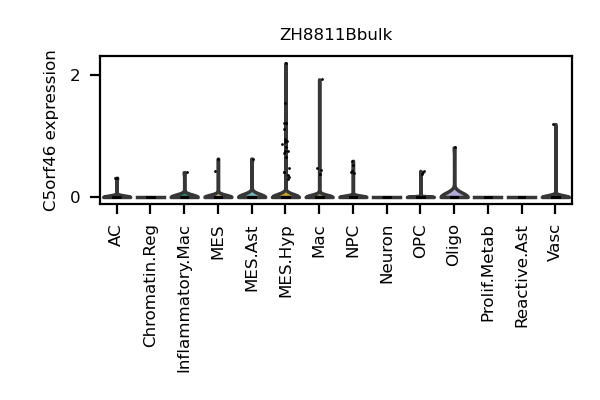 ZH8811Bbulk
C5orf46 expression
2
0
AC
Chromatin.Reg
Inflammatory.Mac
MES
MES.Ast
MES.Hyp
Mac
NPC
Neuron
OPC
Oligo
Prolif.Metab
Reactive.Ast
Vasc